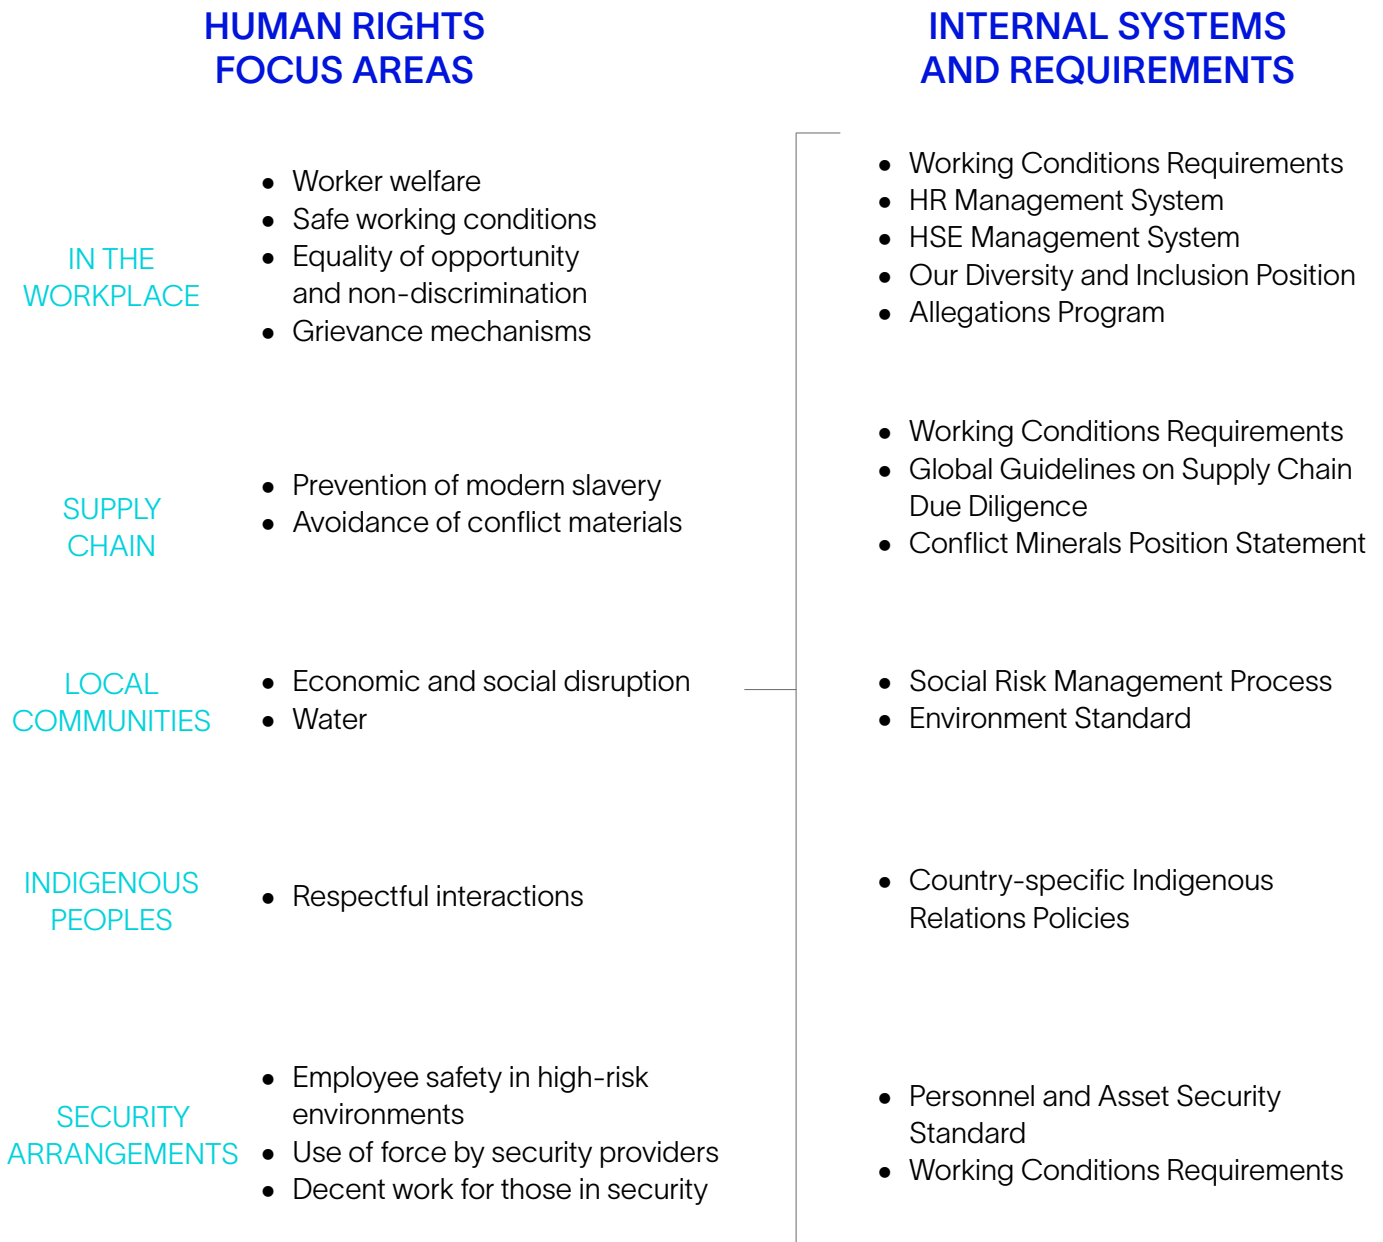 HUMAN RIGHTS
FOCUS AREAS
INTERNAL SYSTEMS
AND REQUIREMENTS
IN THE
WORKPLACE
• Worker welfare
• Safe working conditions
• Equality of opportunity
and non-discrimination
• Grievance mechanisms
• Working Conditions Requirements
• HR Management System
• HSE Management System
• Our Diversity and Inclusion Position
• Allegations Program
SUPPLY
CHAIN
• Prevention of modern slavery
• Avoidance of conflict materials
• Working Conditions Requirements
• Global Guidelines on Supply Chain
Due Diligence
• Conflict Minerals Position Statement
LOCAL
COMMUNITIES
• Economic and social disruption
• Water
• Social Risk Management Process
• Environment Standard
INDIGENOUS
PEOPLES
• Respectful interactions
• Country-specific Indigenous
Relations Policies
SECURITY
ARRANGEMENTS
• Employee safety in high-risk
environments
• Use of force by security providers
• Decent work for those in security
• Personnel and Asset Security
Standard
• Working Conditions Requirements